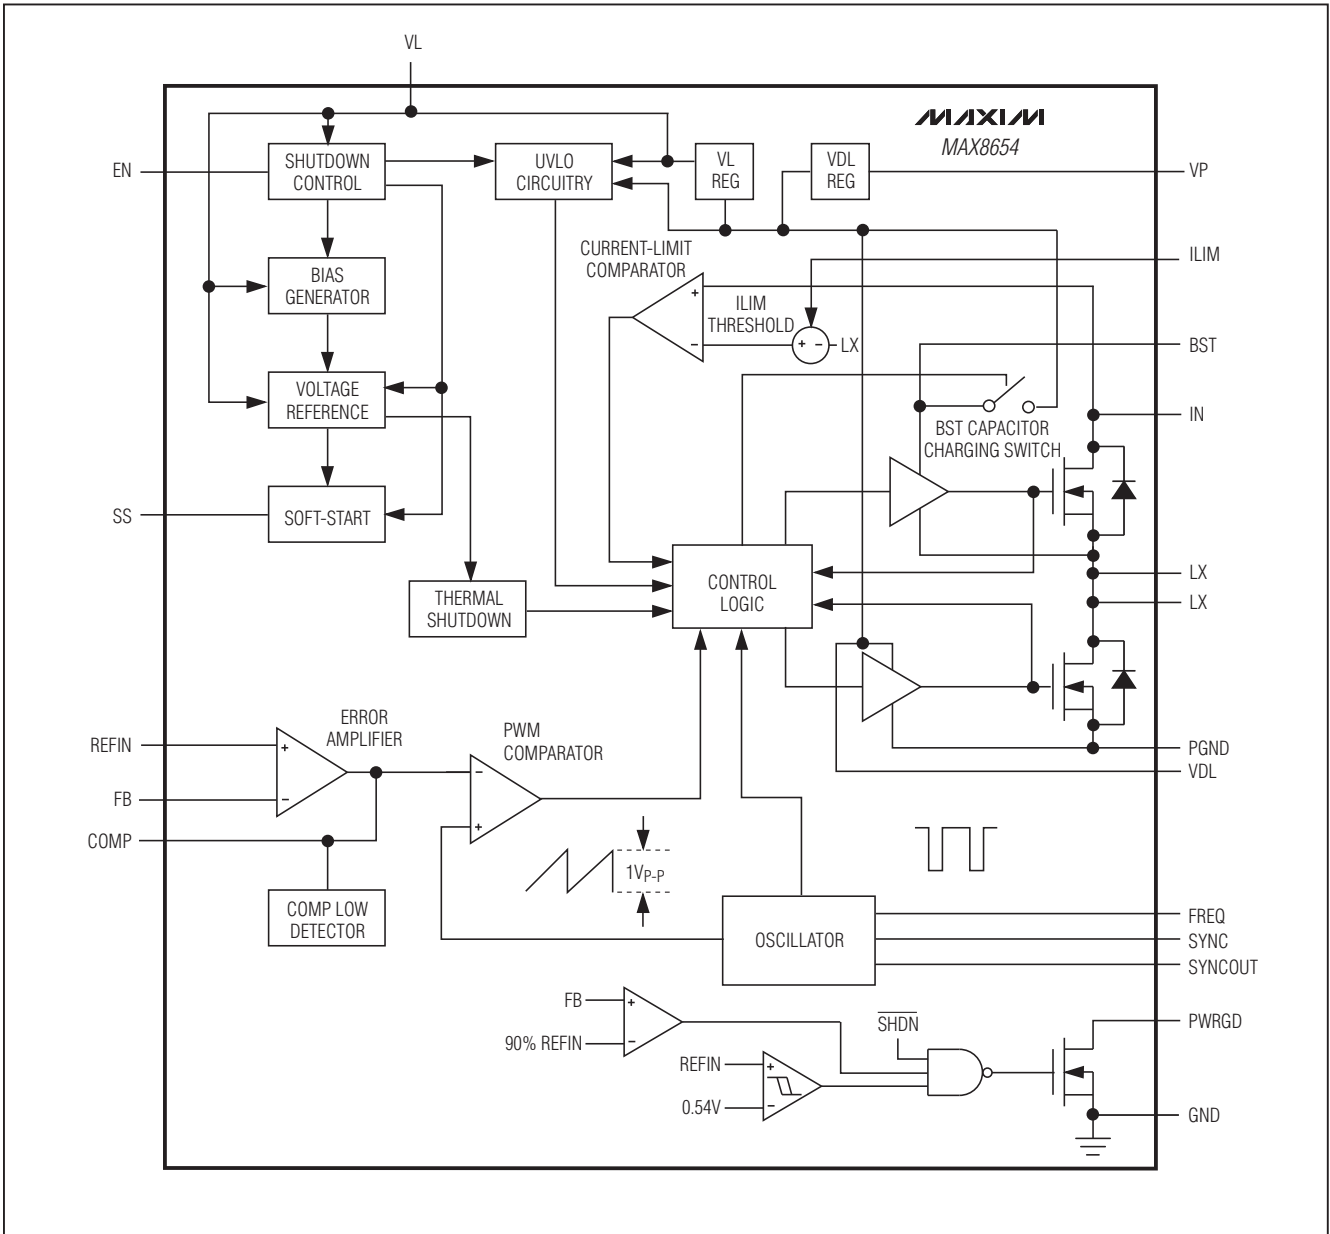 VL
MAXIM
MAX8654
EN
SHUTDOWN
CONTROL
UVLO
CIRCUITRY
VL
REG
VDL
REG
VP
CURRENT-LIMIT
COMPARATOR
ILIM
BIAS
GENERATOR
+
ILIM
THRESHOLD
−
+ −
LX
BST
VOLTAGE
REFERENCE
IN
BST CAPACITOR
CHARGING SWITCH
SS
SOFT-START
CONTROL
LOGIC
LX
LX
THERMAL
SHUTDOWN
ERROR
AMPLIFIER
PWM
COMPARATOR
REFIN
+
PGND
VDL
FB
−
−
+
COMP
1VP-P
COMP LOW
DETECTOR
OSCILLATOR
FREQ
SYNC
SYNCOUT
FB
+
90% REFIN
−
SHDN
PWRGD
REFIN
+
0.54V
−
GND